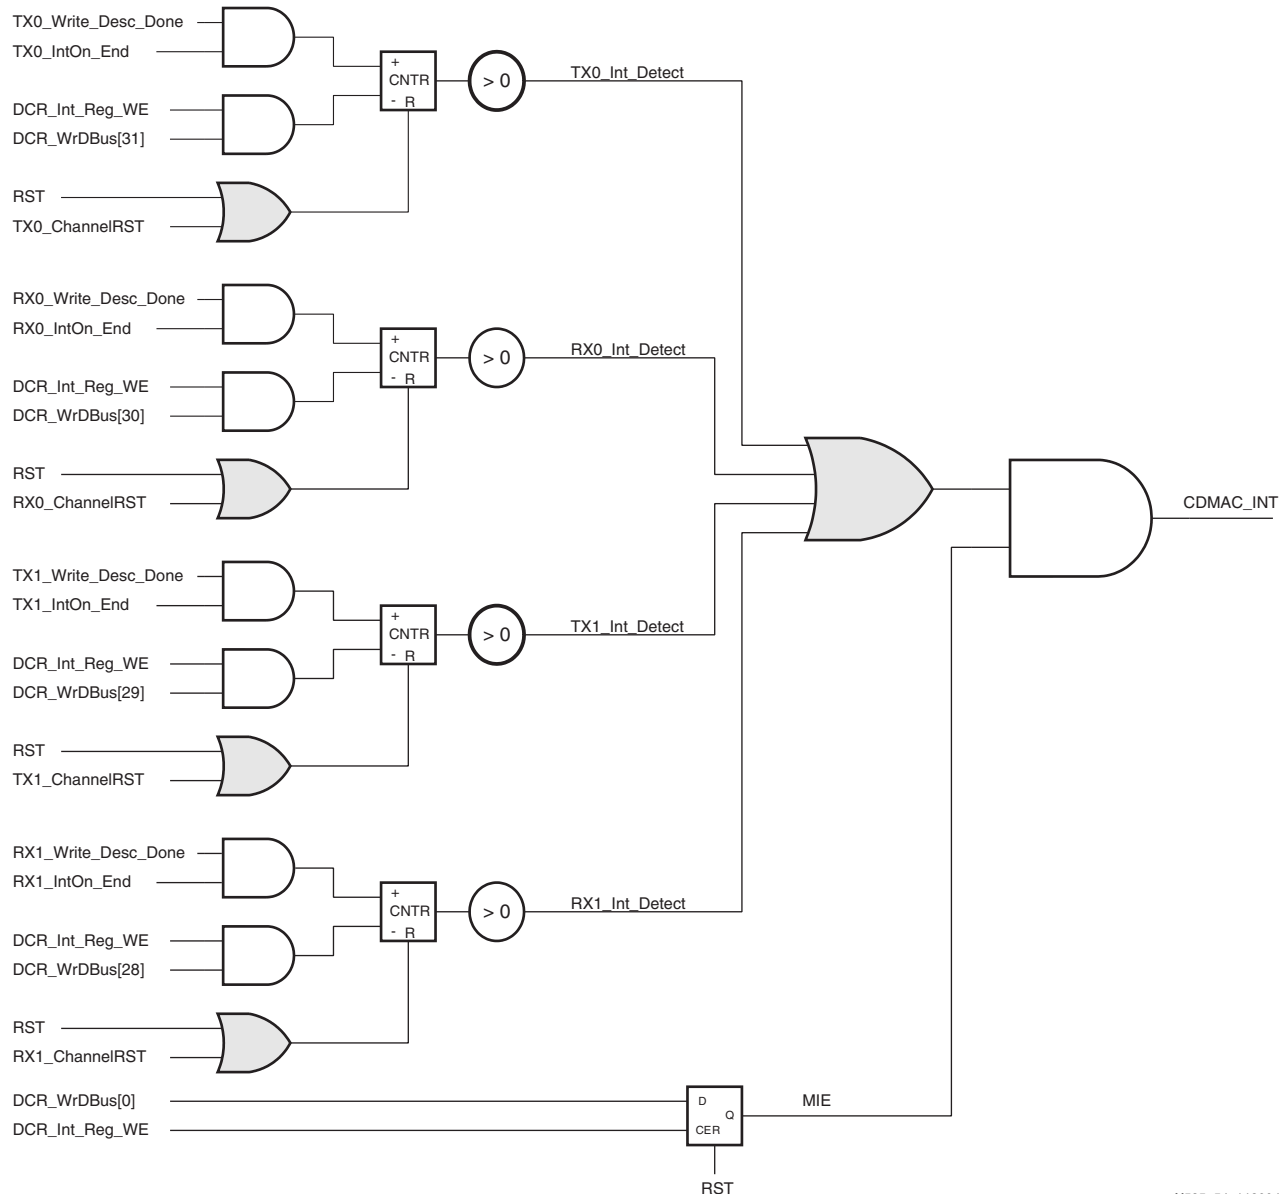 TX0_Write_Desc_Done
TX0_IntOn_End
DCR_Int_Reg_WE
DCR_WrDBus[31]
RST
TX0_ChannelRST
+
CNTR
- R
> 0
TX0_Int_Detect
RX0_Write_Desc_Done
RX0_IntOn_End
DCR_Int_Reg_WE
DCR_WrDBus[30]
RST
RX0_ChannelRST
+
CNTR
- R
> 0
RX0_Int_Detect
TX1_Write_Desc_Done
TX1_IntOn_End
DCR_Int_Reg_WE
DCR_WrDBus[29]
RST
TX1_ChannelRST
+
CNTR
- R
> 0
TX1_Int_Detect
RX1_Write_Desc_Done
RX1_IntOn_End
DCR_Int_Reg_WE
DCR_WrDBus[28]
RST
RX1_ChannelRST
+
CNTR
- R
> 0
RX1_Int_Detect
CDMAC_INT
DCR_WrDBus[0]
DCR_Int_Reg_WE
D
Q
CER
MIE
RST